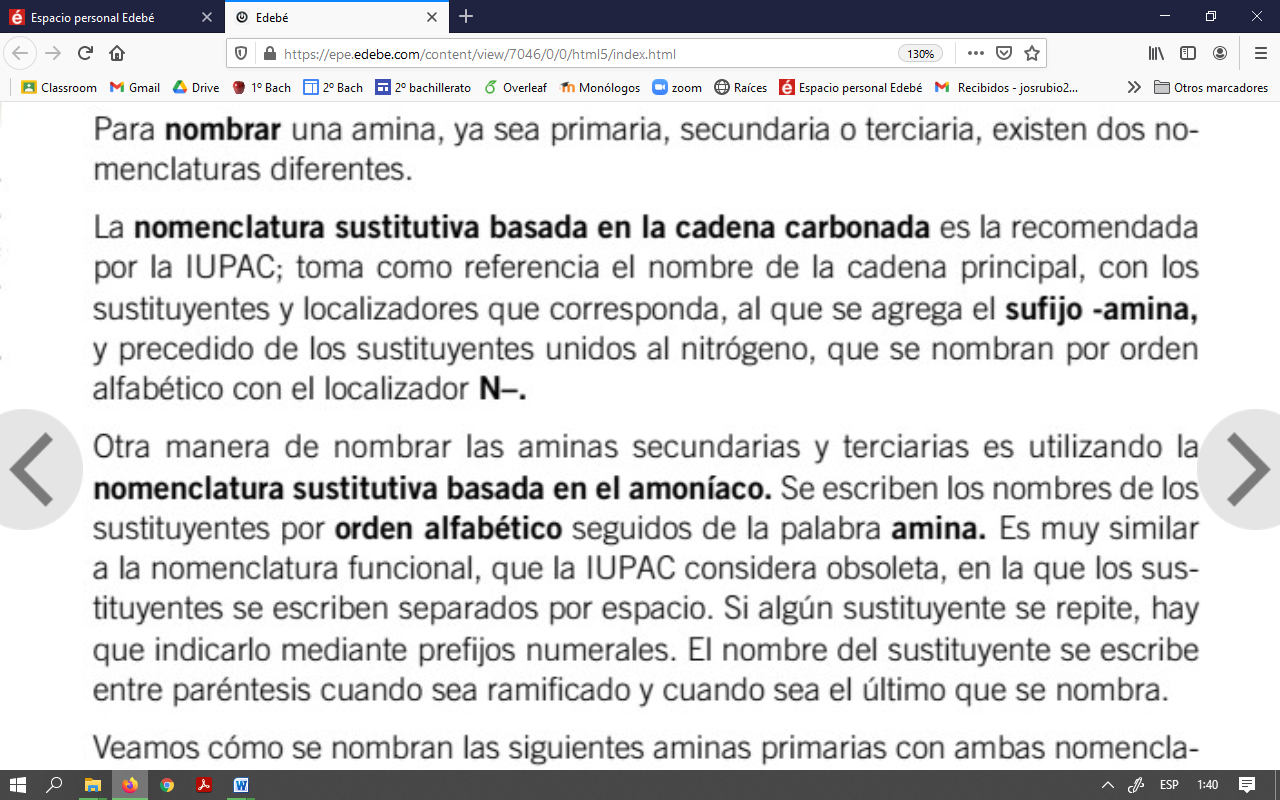 Espacio personal Edebé
Edebé
https://epe.edebe.com/content/view/7046/0/0/html5/index.html
130%
Classroom
Gmail
Drive
1º Bach
2º Bach
2º bachillerato
Overleaf
Monólogos
zoom
Raíces
Espacio personal Edebé
Recibidos - josrubio2...
Otros marcadores
Para nombrar una amina, ya sea primaria, secundaria o terciaria, existen dos no-
menclaturas diferentes.
La nomenclatura sustitutiva basada en la cadena carbonada es la recomendada
por la IUPAC; toma como referencia el nombre de la cadena principal, con los
sustituyentes y localizadores que corresponda, al que se agrega el sufijo -amina,
y precedido de los sustituyentes unidos al nitrógeno, que se nombran por orden
alfabético con el localizador N–.
Otra manera de nombrar las aminas secundarias y terciarias es utilizando la
nomenclatura sustitutiva basada en el amoníaco. Se escriben los nombres de los
sustituyentes por orden alfabético seguidos de la palabra amina. Es muy similar
a la nomenclatura funcional, que la IUPAC considera obsoleta, en la que los sus-
tituyentes se escriben separados por espacio. Si algún sustituyente se repite, hay
que indicarlo mediante prefijos numerales. El nombre del sustituyente se escribe
entre paréntesis cuando sea ramificado y cuando sea el último que se nombra.
Veamos cómo se nombran las siguientes aminas primarias con ambas nomencla-
ESP
1:40